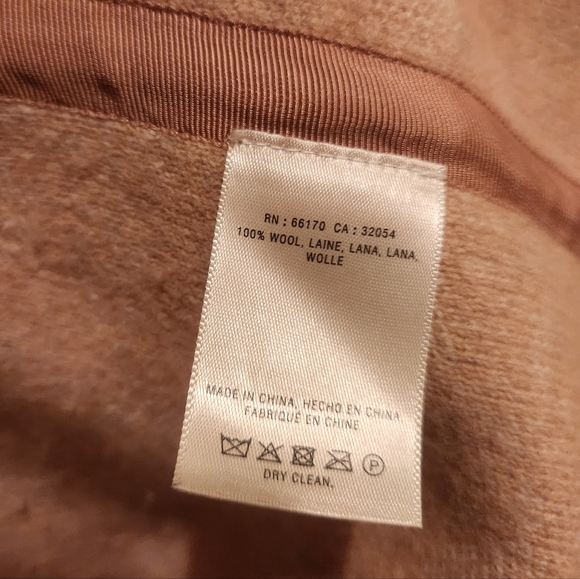 RN : 66170 CA : 32054
100% WOOL, LAINE, LANA, LANA,
WOLLE
MADE IN CHINA, HECHO EN CHINA,
FABRIQUÉ EN CHINE
P
DRY CLEAN.